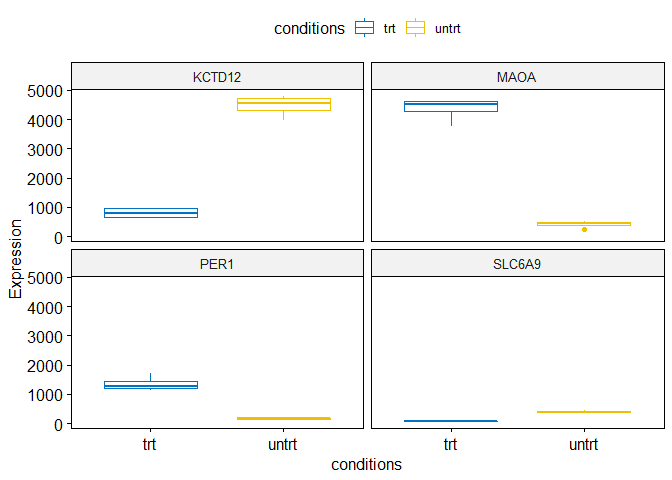 conditions trt untrt
KCTD12 MAOA
5000
4000
3000
2000
1000
0
Expression
PER1 SLC6A9
5000
4000
3000
2000
1000
0
trt untrt trt untrt
conditions